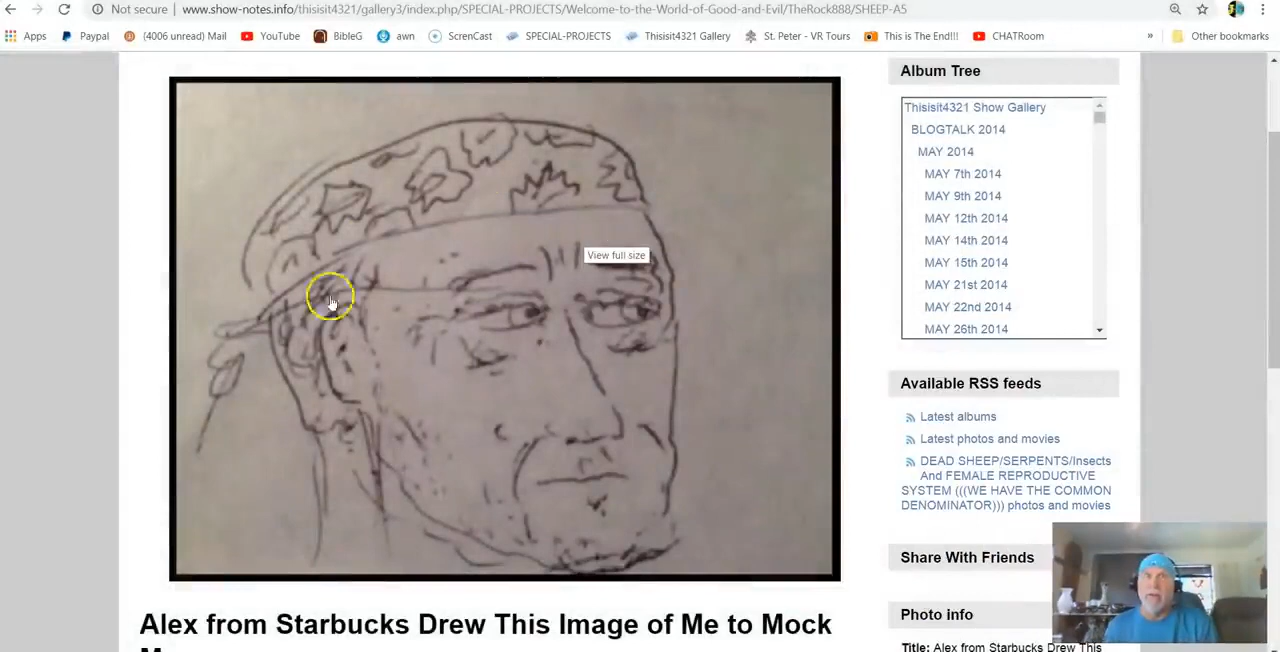 Not secure | www.show-notes.info/thisisit4321/gallery3/index.php/SPECIAL-PROJECTS/Welcome-to-the-World-of-Good-and-Evil/TheRock888/SHEEP-A5
Apps Paypal (4006 unread) Mail YouTube BibleG awn ScrenCast SPECIAL-PROJECTS Thisisit4321 Gallery St. Peter - VR Tours This is The End!!! CHATRoom » Other bookmarks
View full size
Alex from Starbucks Drew This Image of Me to Mock
Album Tree
Thisisit4321 Show Gallery
BLOGTALK 2014
MAY 2014
MAY 7th 2014
MAY 9th 2014
MAY 12th 2014
MAY 14th 2014
MAY 15th 2014
MAY 21st 2014
MAY 22nd 2014
MAY 26th 2014
Available RSS feeds
Latest albums
Latest photos and movies
DEAD SHEEP/SERPENTS/Insects
And FEMALE REPRODUCTIVE
SYSTEM (((WE HAVE THE COMMON
DENOMINATOR))) photos and movies
Share With Friends
Photo info
Title: Alex from Starbucks Drew This